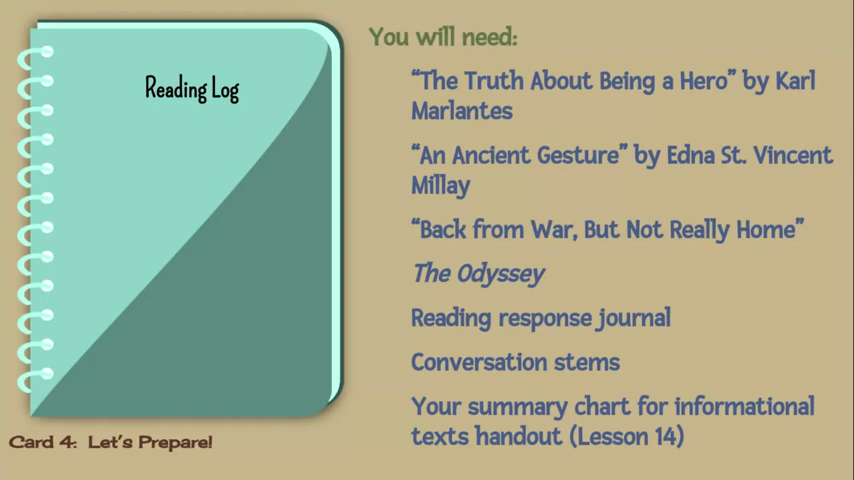 Reading Log
You will need:
“The Truth About Being a Hero” by Karl
Marlantes
“An Ancient Gesture” by Edna St. Vincent
Millay
“Back from War, But Not Really Home”
The Odyssey
Reading response journal
Conversation stems
Your summary chart for informational
texts handout (Lesson 14)
Card 4: Let’s Prepare!